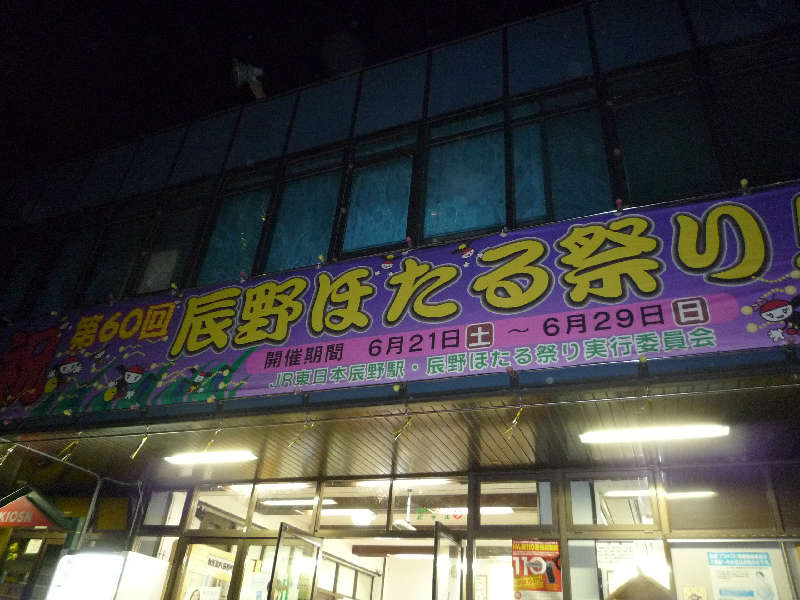 祝
第60回
辰野ほたる祭り!
開催期間 6月21日土 ～ 6月29日日
JR東日本辰野駅・辰野ほたる祭り実行委員会
KIOSK
110